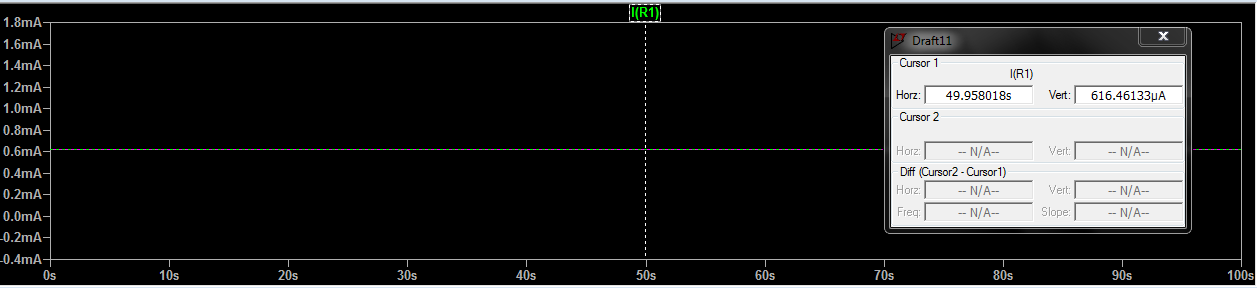 I(R1)
1.8mA
1.6mA
1.4mA
1.2mA
1.0mA
0.8mA
0.6mA
0.4mA
0.2mA
0.0mA
-0.2mA
-0.4mA
0s 10s 20s 30s 40s 50s 60s 70s 80s 90s 100s
Draft11
Cursor 1
I(R1)
Horz: 49.958018s Vert: 616.46133µA
Cursor 2
Horz: -- N/A-- Vert: -- N/A--
Diff (Cursor2 - Cursor1)
Horz: -- N/A-- Vert: -- N/A--
Freq: -- N/A-- Slope: -- N/A--